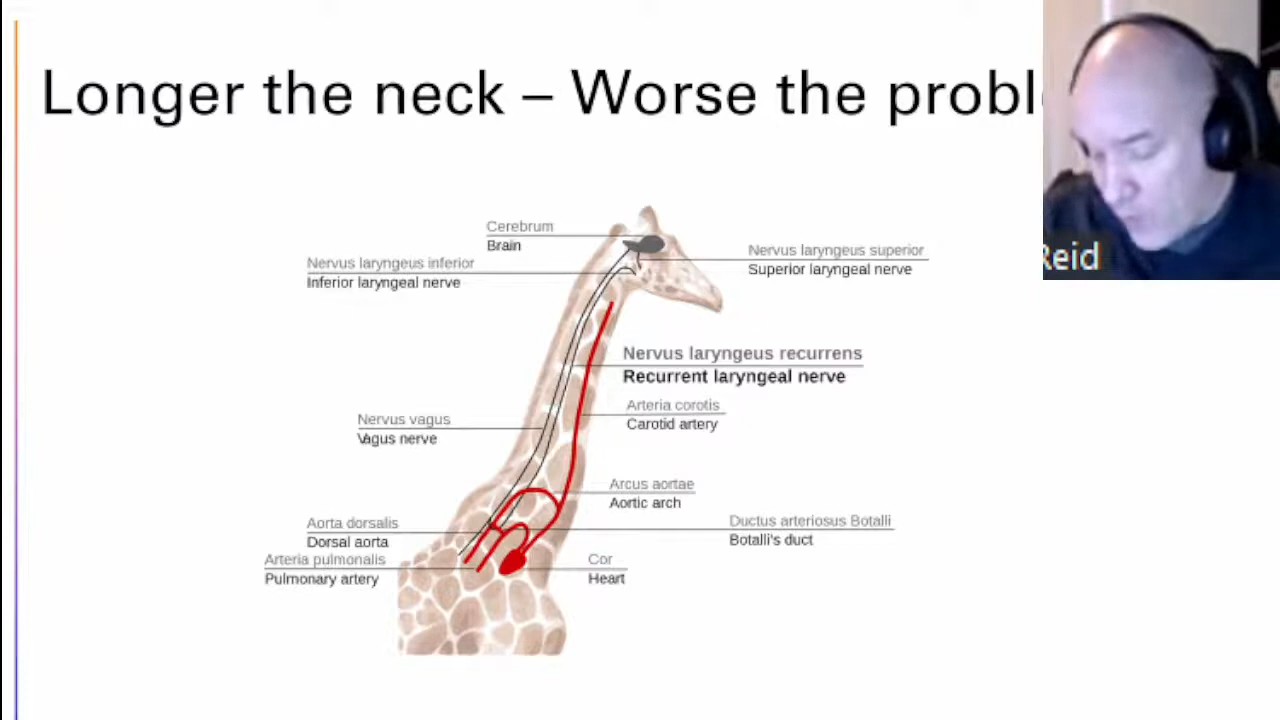 Longer the neck – Worse the probl
Reid
Cerebrum
Brain
Nervus laryngeus superior
Superior laryngeal nerve
Nervus laryngeus inferior
Inferior laryngeal nerve
Nervus laryngeus recurrens
Recurrent laryngeal nerve
Arteria corotis
Carotid artery
Nervus vagus
Vagus nerve
Arcus aortae
Aortic arch
Aorta dorsalis
Dorsal aorta
Ductus arteriosus Botalli
Botalli's duct
Arteria pulmonalis
Pulmonary artery
Cor
Heart